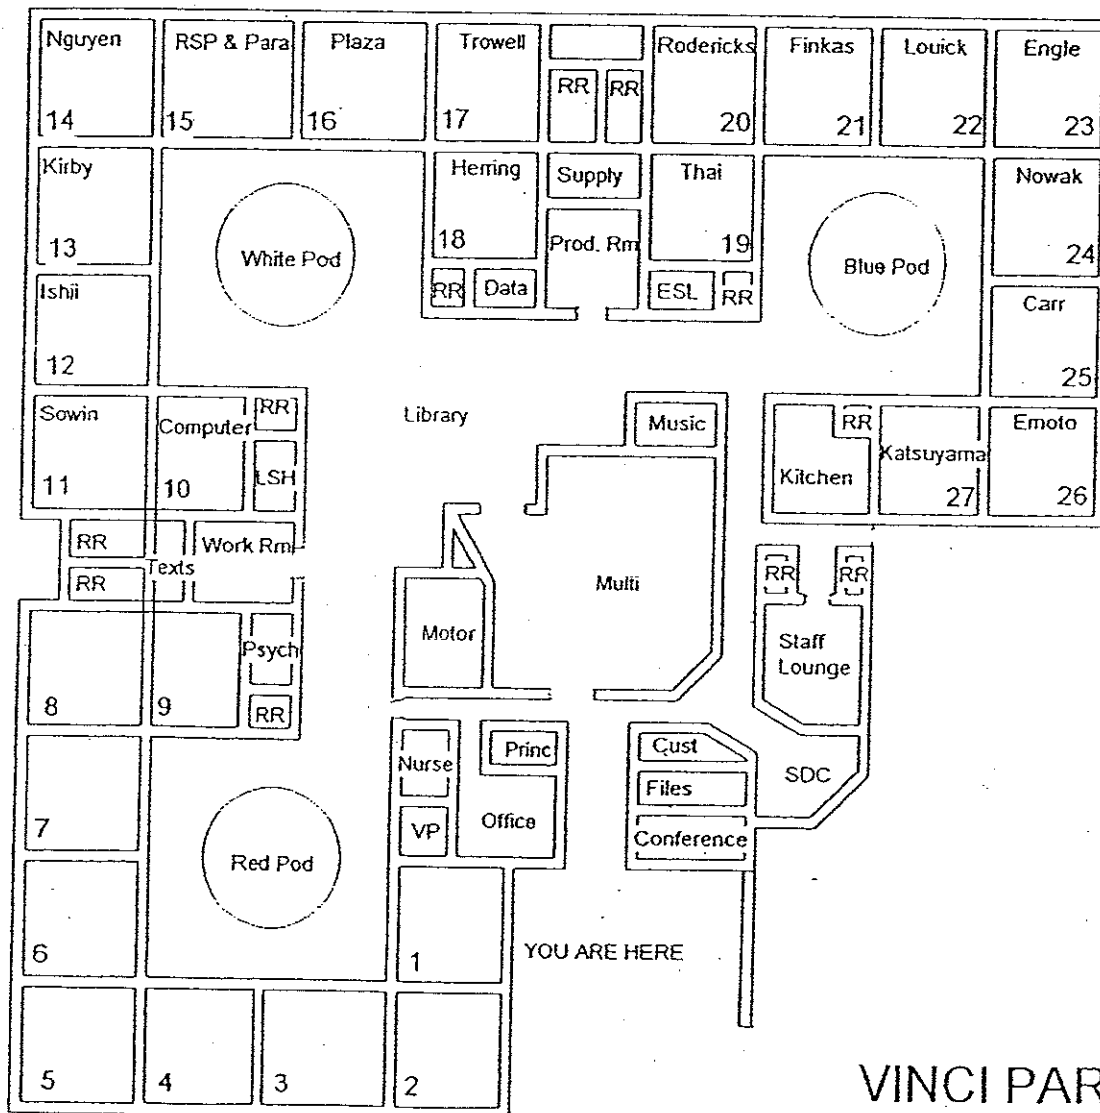 Nguyen
RSP & Para
Plaza
Trowell
Rodericks
Finkas
Louick
Engle
RR
RR
14
15
16
17
20
21
22
23
Kirby
Herring
Supply
Thai
Nowak
13
White Pod
18
Prod. Rm
19
Blue Pod
24
Ishii
RR
Data
ESL
RR
Carr
12
25
Sowin
Computer
RR
Library
Music
RR
Emoto
Katsuyama
11
10
LSH
Kitchen
27
26
RR
Work Rm
Texts
RR
Multi
RR
RR
Motor
Staff
Lounge
Psych
8
9
RR
Nurse
Princ
Cust
SDC
Files
7
VP
Office
Conference
Red Pod
6
1
YOU ARE HERE
5
4
3
2
VINCI PAR